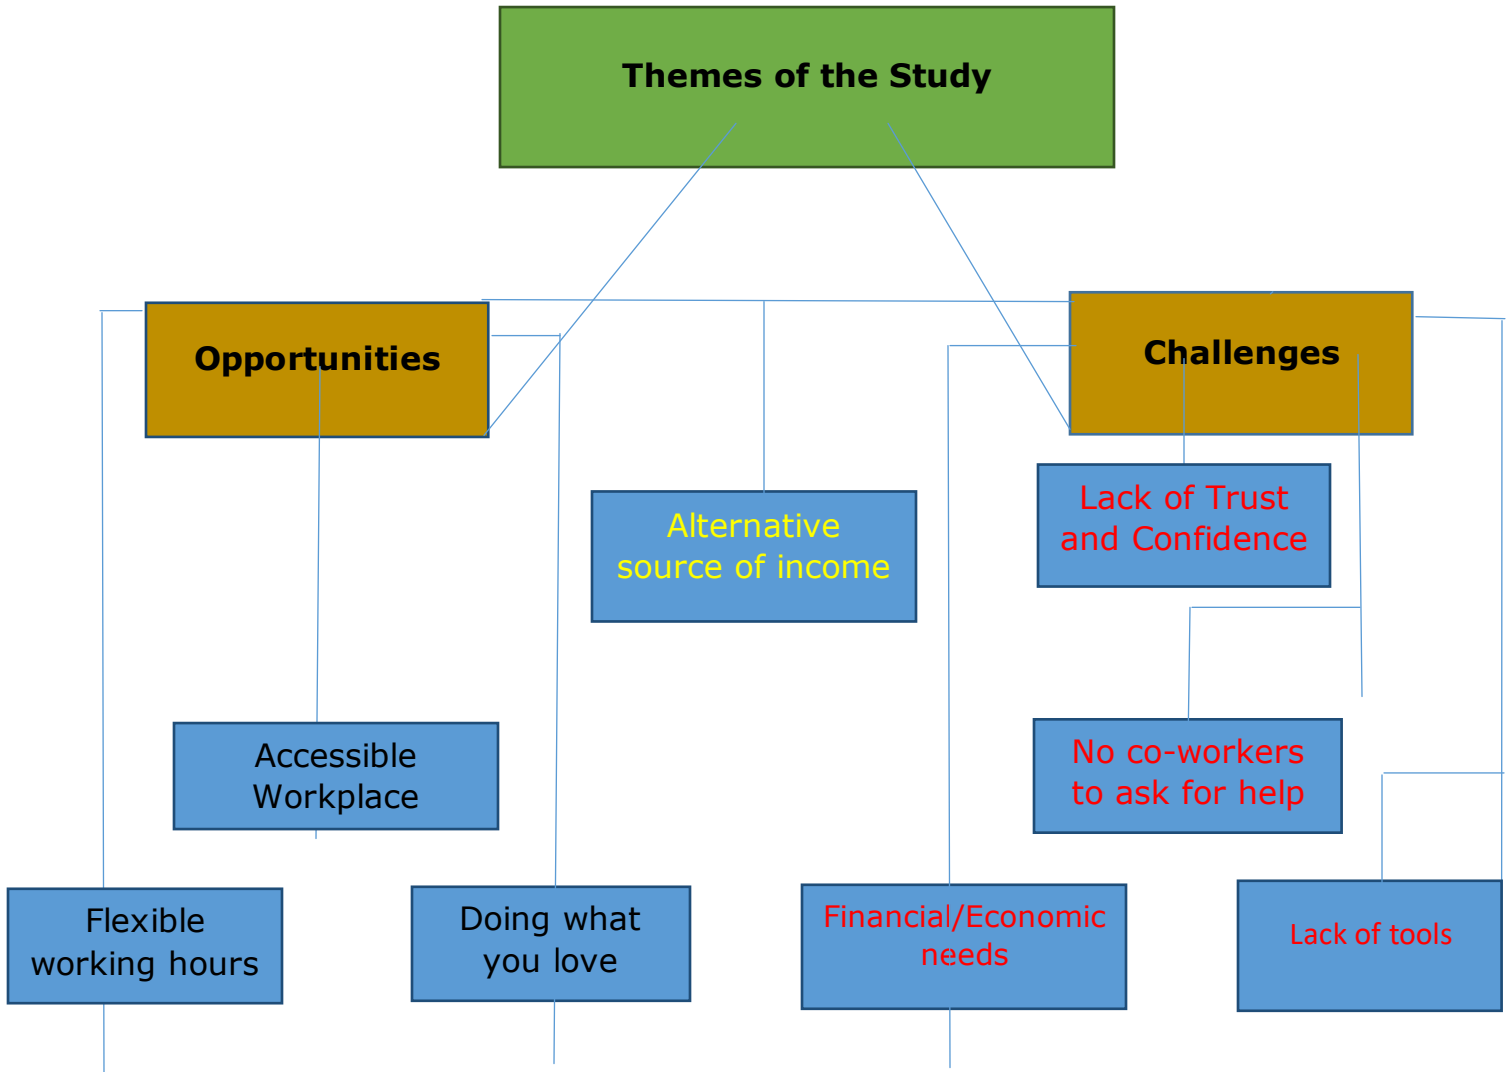 Themes of the Study
Opportunities
Challenges
Alternative
source of income
Lack of Trust
and Confidence
Accessible
Workplace
No co-workers
to ask for help
Flexible
working hours
Doing what
you love
Financial/Economic
needs
Lack of tools